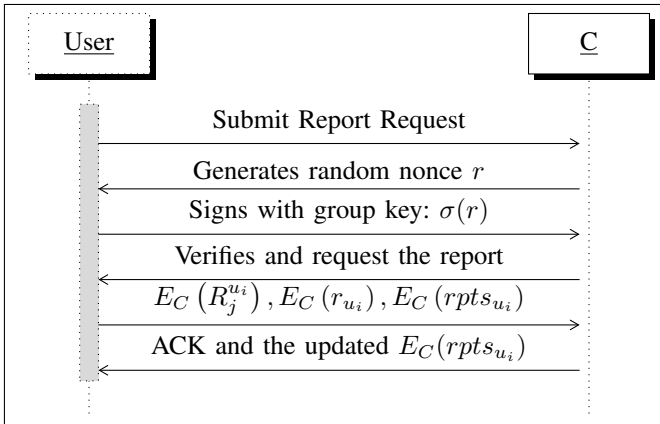 User C
Submit Report Request
Generates random nonce r
Signs with group key: σ(r)
Verifies and request the report
E_C (R_j^{u_i}) , E_C (r_{u_i}) , E_C (rpts_{u_i})
ACK and the updated E_C(rpts_{u_i})